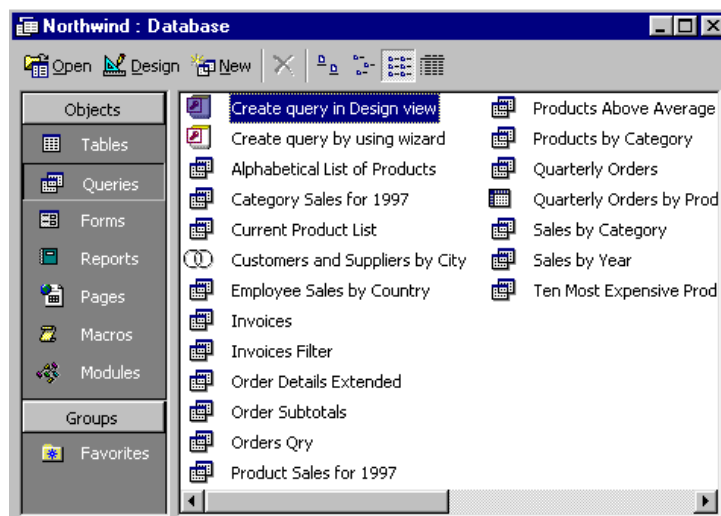 Northwind : Database
Open Design New
Objects
Tables
Queries
Forms
Reports
Pages
Macros
Modules
Groups
Favorites
Create query in Design view
Create query by using wizard
Alphabetical List of Products
Category Sales for 1997
Current Product List
Customers and Suppliers by City
Employee Sales by Country
Invoices
Invoices Filter
Order Details Extended
Order Subtotals
Orders Qry
Product Sales for 1997
Products Above Average
Products by Category
Quarterly Orders
Quarterly Orders by Prod
Sales by Category
Sales by Year
Ten Most Expensive Prod